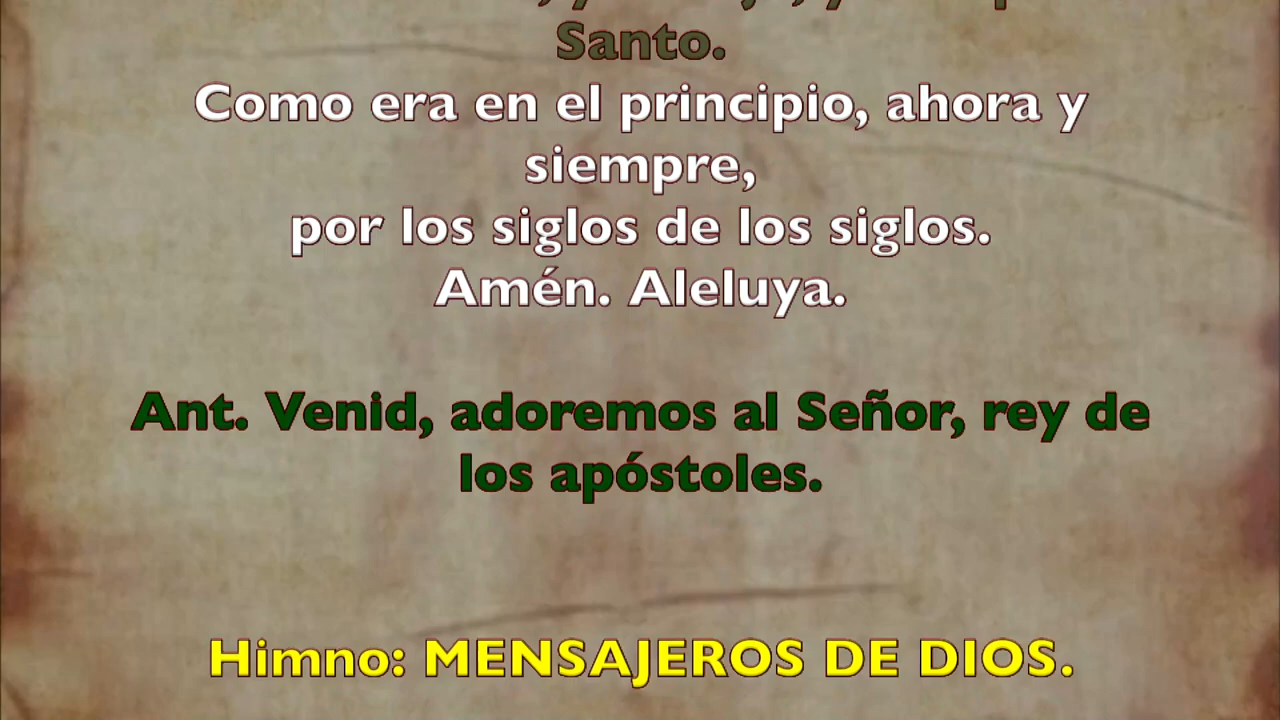 Santo.
Como era en el principio, ahora y
siempre,
por los siglos de los siglos.
Amén. Aleluya.
Ant. Venid, adoremos al Señor, rey de
los apóstoles.
Himno: MENSAJEROS DE DIOS.